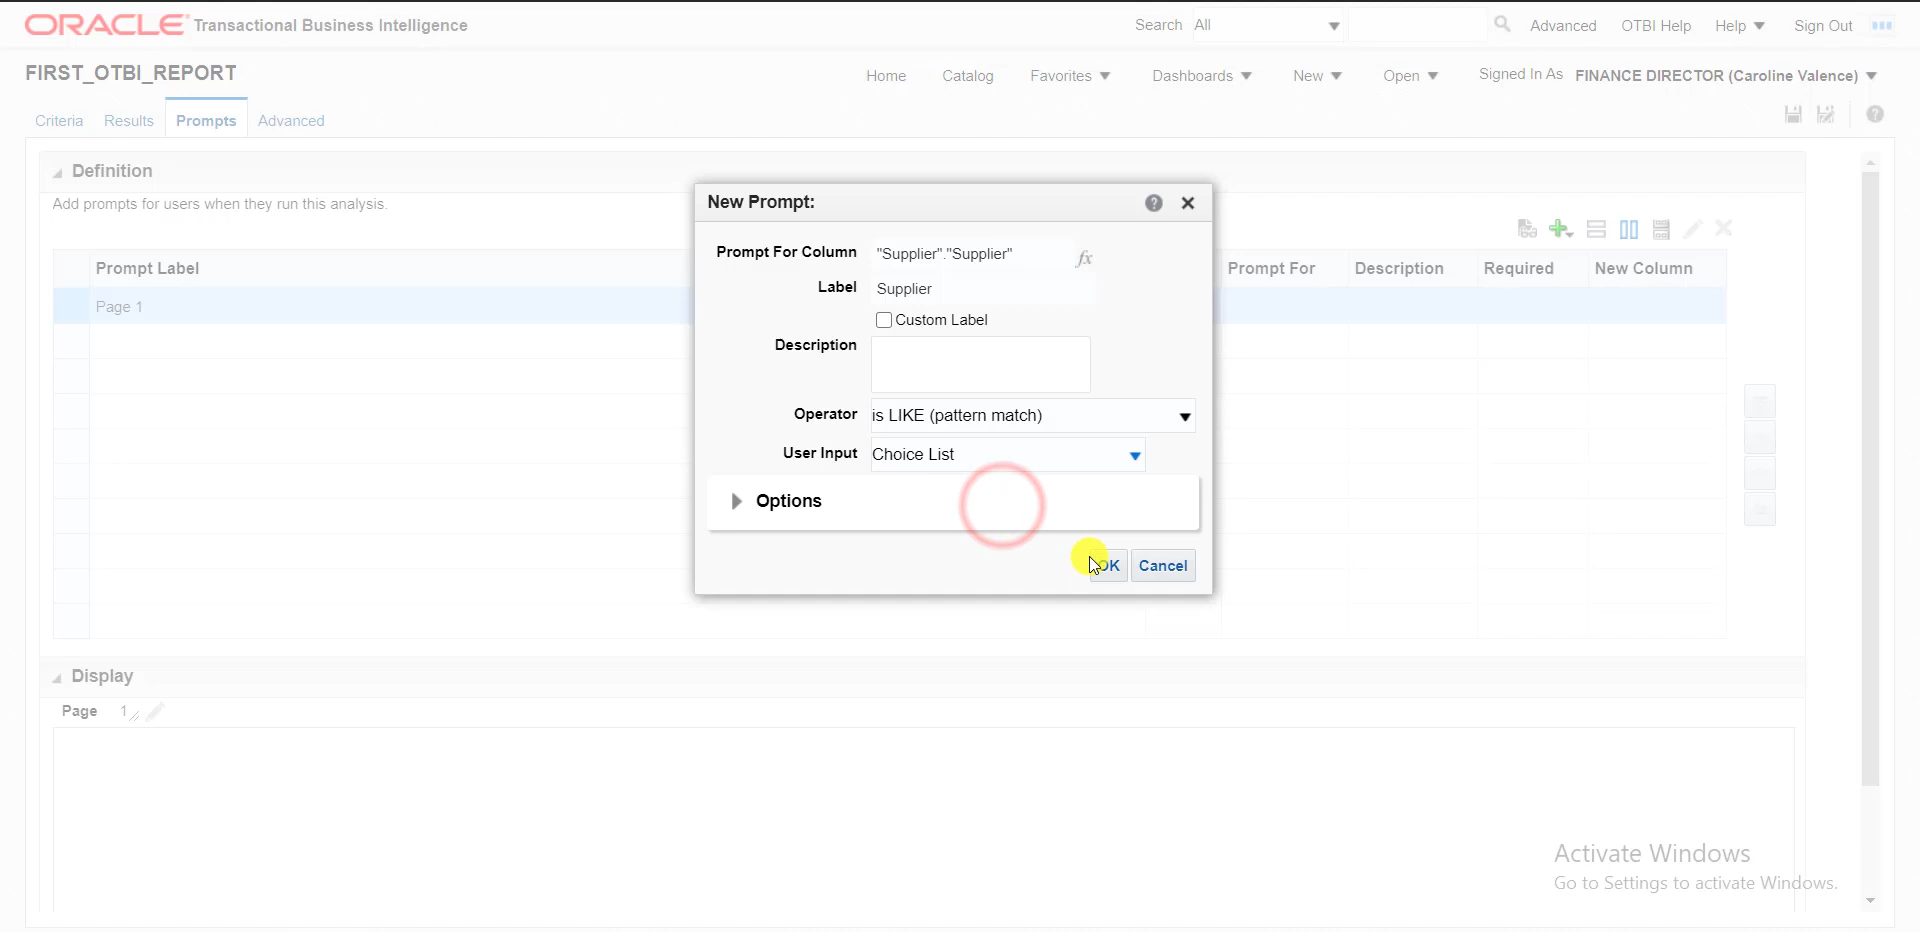 ORACLE Transactional Business Intelligence
Search All Advanced OTBI Help Help Sign Out
FIRST_OTBI_REPORT
Home Catalog Favorites Dashboards New Open Signed In As FINANCE DIRECTOR (Caroline Valence)
Criteria Results Prompts Advanced
Definition
Add prompts for users when they run this analysis.
Prompt Label Prompt For Description Required New Column
Page 1
New Prompt:
Prompt For Column "Supplier"."Supplier" fx
Label Supplier
Custom Label
Description
Operator is LIKE (pattern match)
User Input Choice List
Options
OK Cancel
Display
Page 1
Activate Windows
Go to Settings to activate Windows.